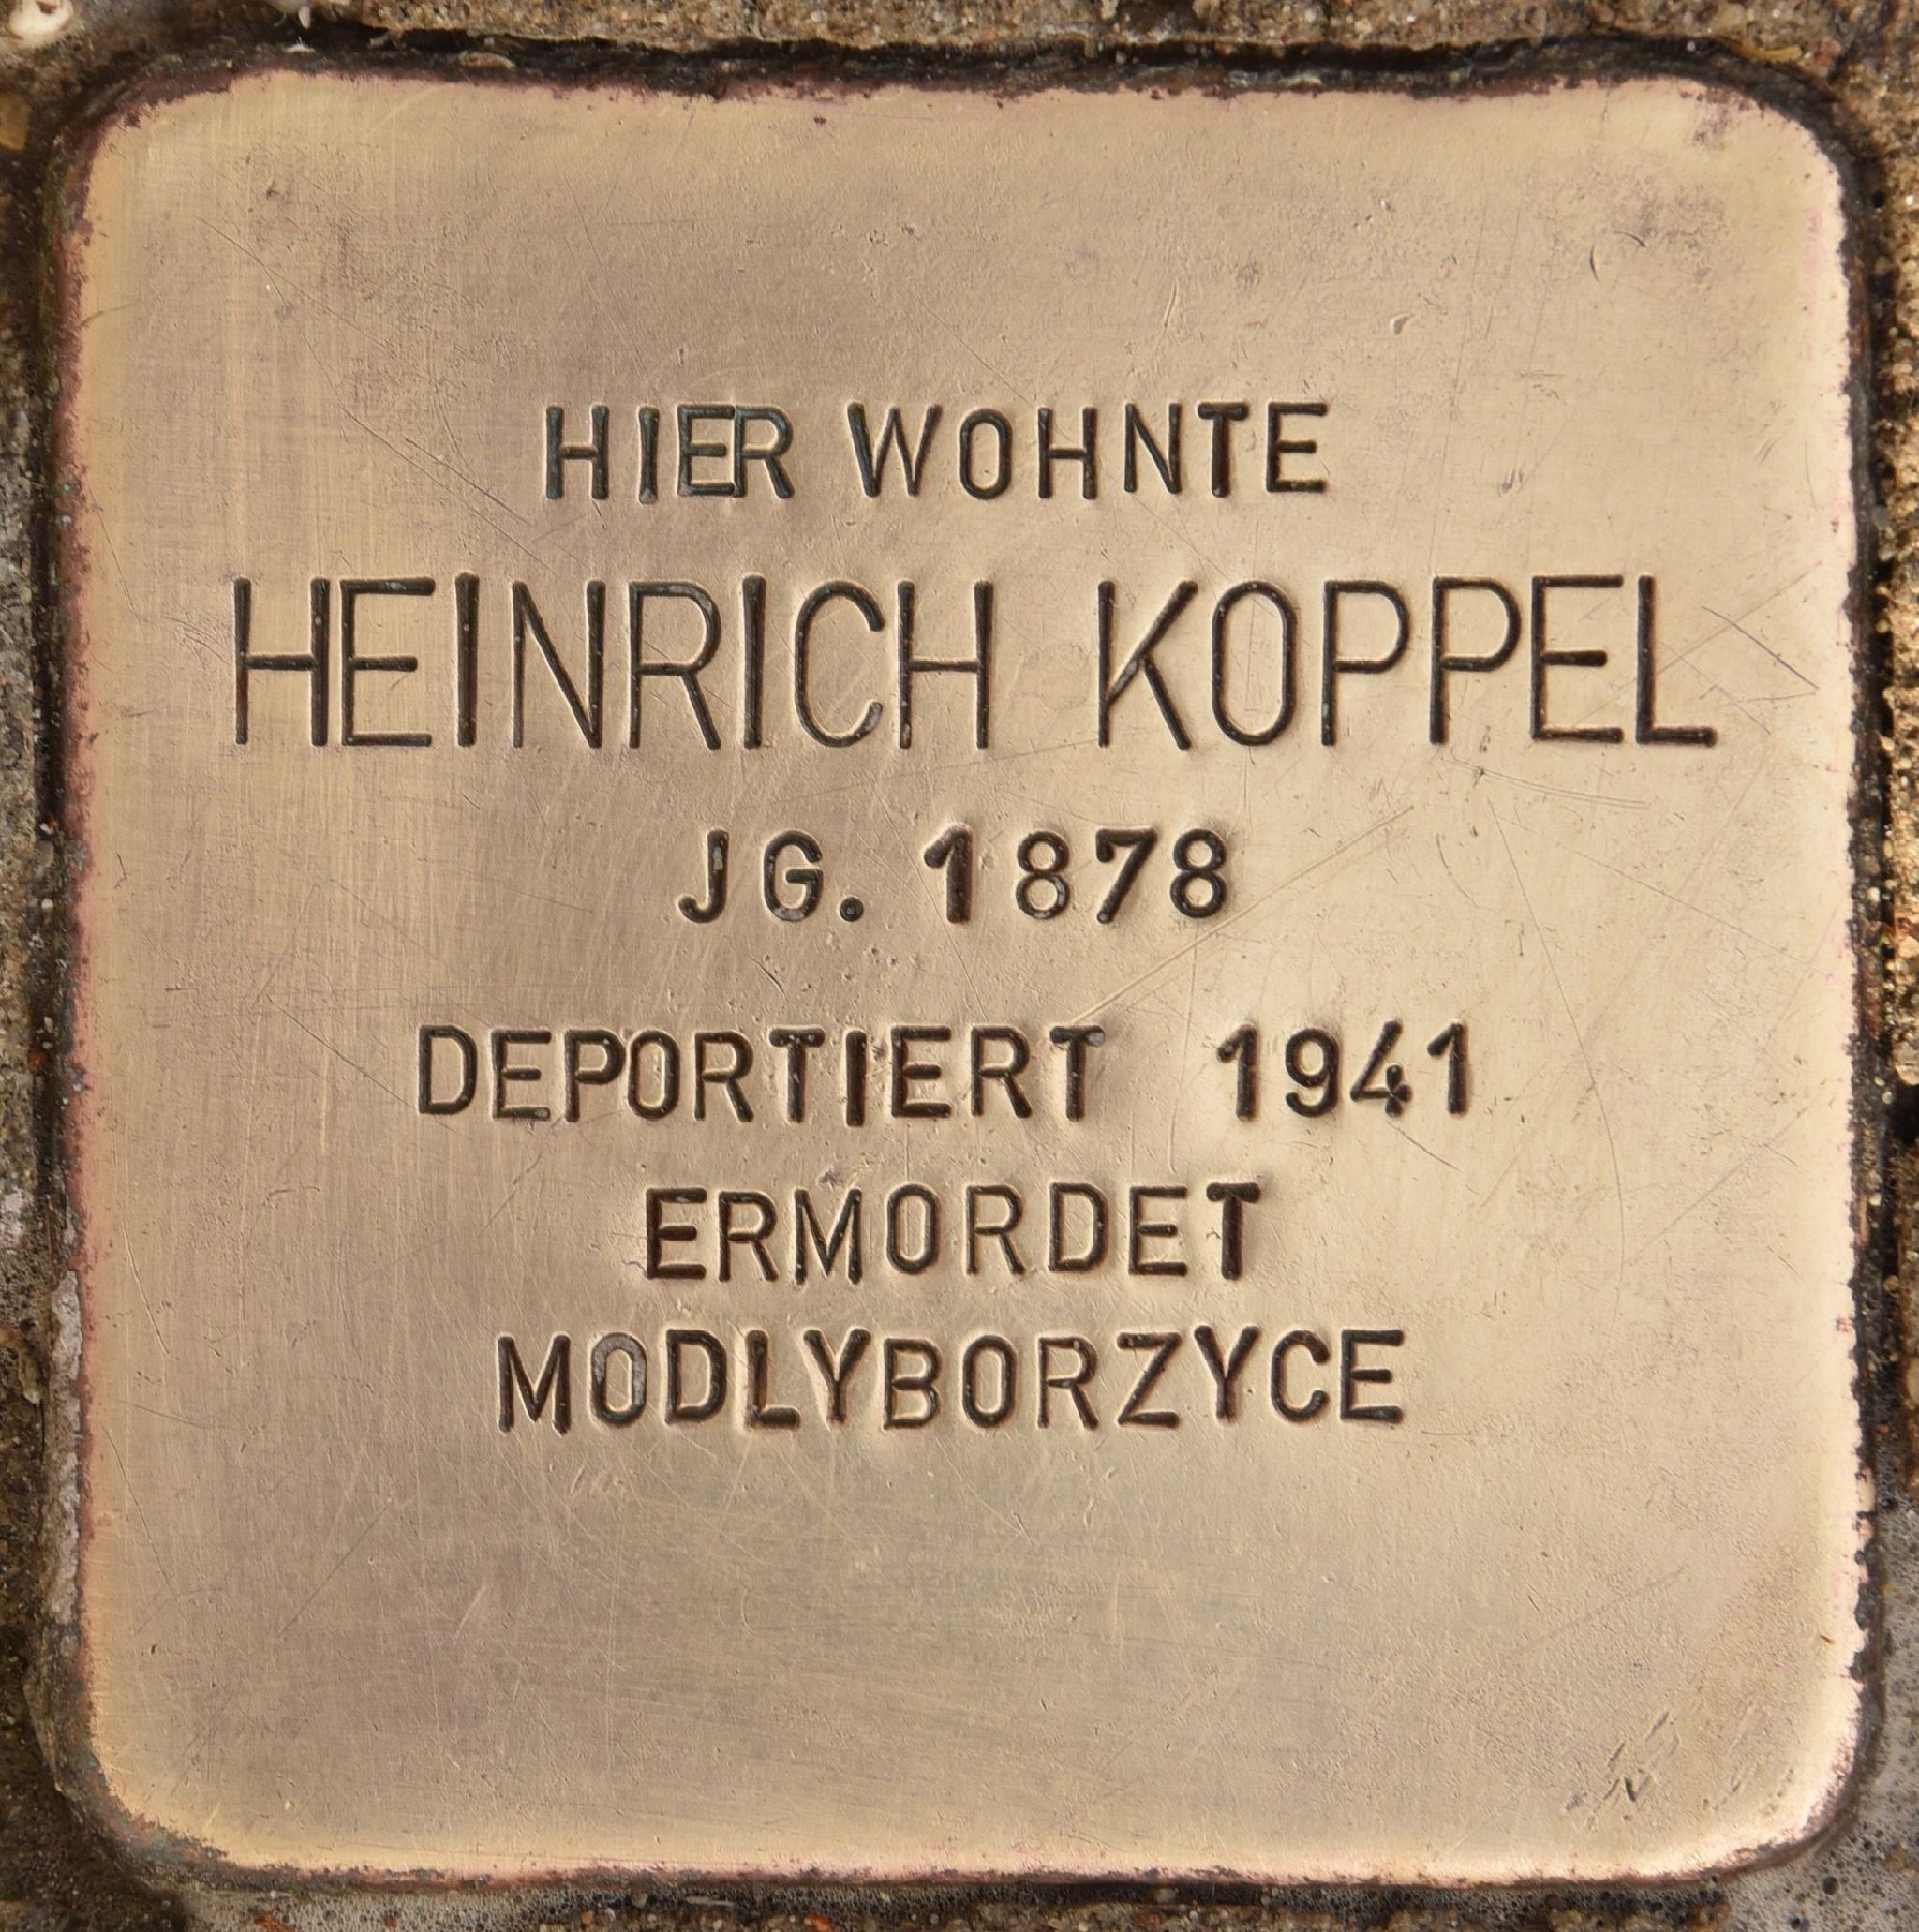 HIER WOHNTE
HEINRICH KOPPEL
JG. 1878
DEPORTIERT 1941
ERMORDET
MODLYBORZYCE